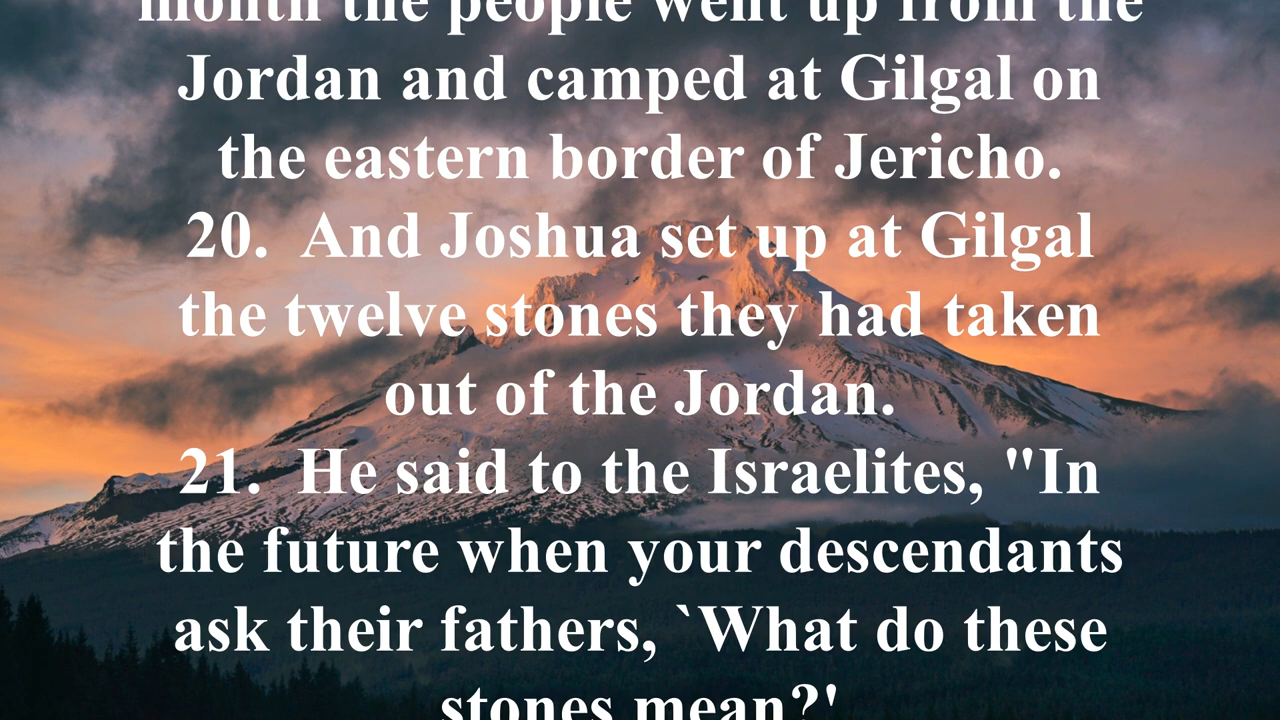 month the people went up from the
Jordan and camped at Gilgal on
the eastern border of Jericho.
20.  And Joshua set up at Gilgal
the twelve stones they had taken
out of the Jordan.
21.  He said to the Israelites, "In
the future when your descendants
ask their fathers, `What do these
stones mean?'